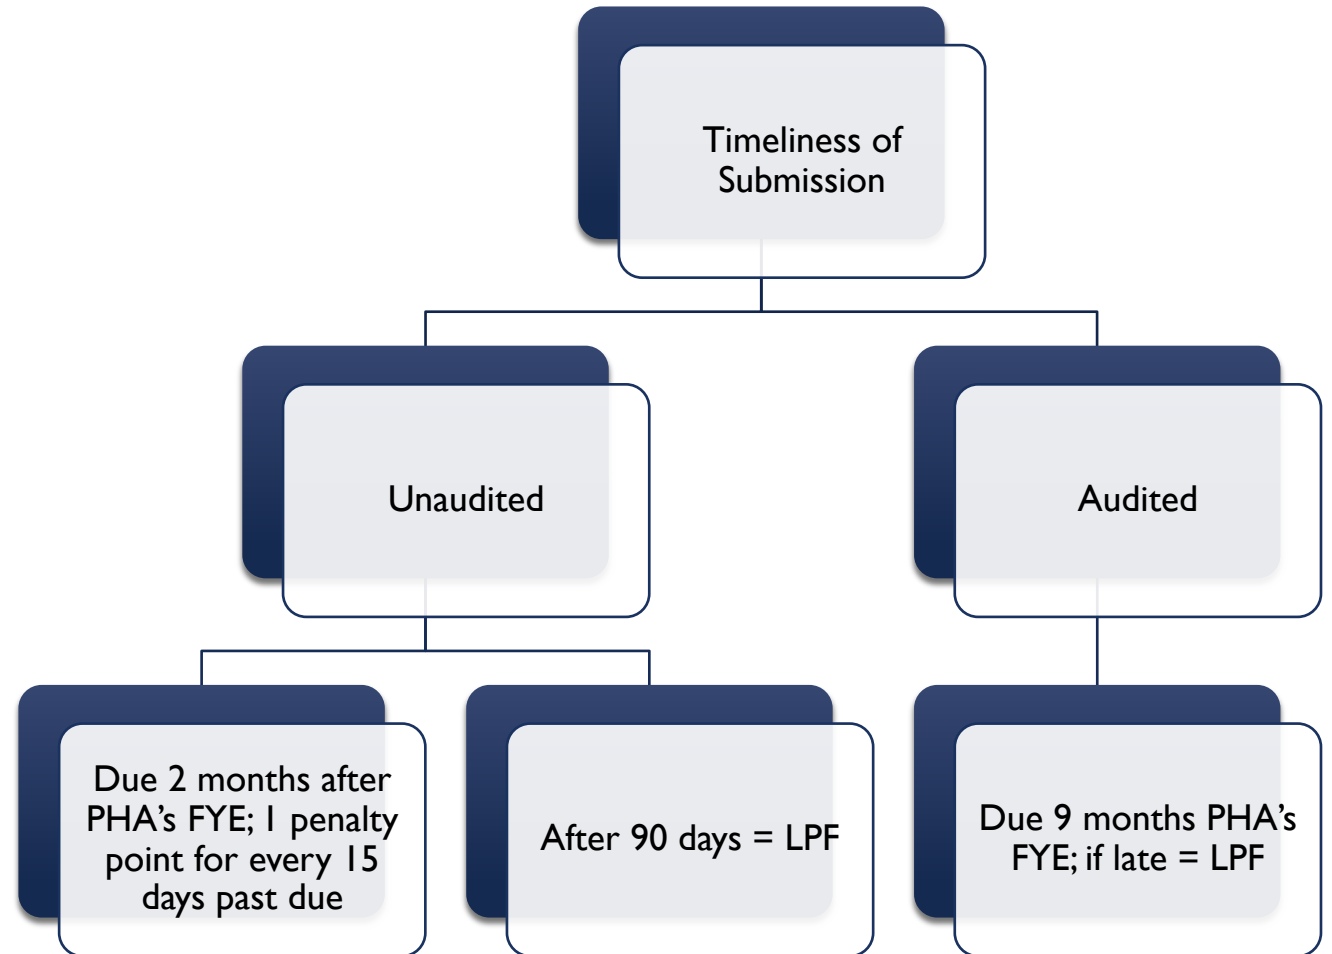 Timeliness of
Submission
Unaudited
Audited
Due 2 months after
PHA’s FYE; 1 penalty
point for every 15
days past due
After 90 days = LPF
Due 9 months PHA’s
FYE; if late = LPF